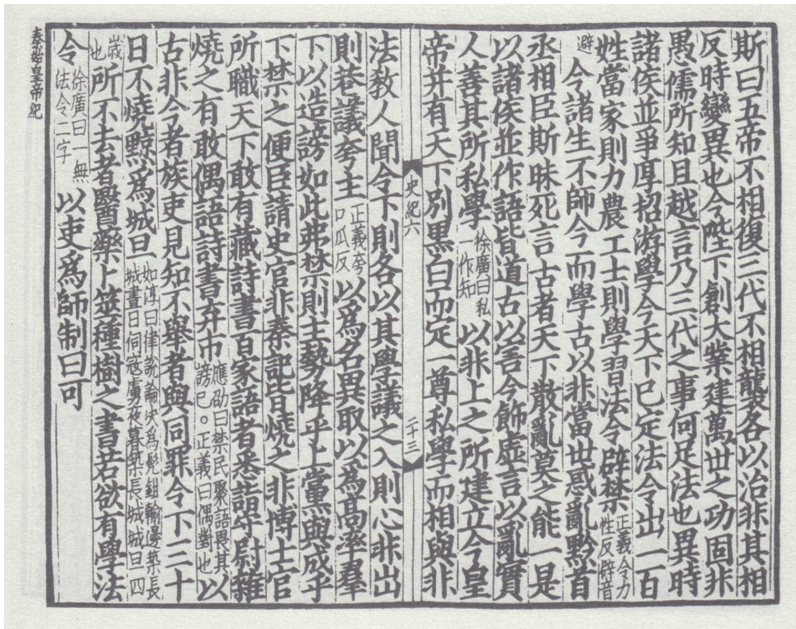 斯曰五帝不相復三代不相襲各以治非其相
反時變異也今陛下創大業建萬世之功固非
愚儒所知且越言乃三代之事何足法也異時
諸侯並爭厚招游學今天下已定法令出一百
姓當家則力農工士則學習法令辟禁正義令力性反辟音
避今諸生不師今而學古以非當世惑亂黔首
丞相臣斯昧死言古者天下散亂莫之能一是
以諸侯並作語皆道古以害今飾虛言以亂實
人善其所私學徐廣曰私一作知以非上之所建立今皇
帝并有天下別黑白而定一尊私學而相與非
史紀六 二十三
法教人聞令下則各以其學議之入則心非出
則巷議夸主正義夸口瓜反以爲名異取以爲高率羣
下以造謗如此弗禁則主勢降乎上黨與成乎
下禁之便臣請史官非秦記皆燒之非博士官
所職天下敢有藏詩書百家語者悉詣守尉雜
燒之有敢偶語詩書弃市應劭曰禁民聚語畏其謗已。正義曰偶對也以
古非今者族吏見知不舉者與同罪令下三十
日不燒黥爲城旦如淳曰律說論決爲髡鉗輸邊築長城晝日伺寇虜夜暮築長城城旦四
歲也所不去者醫藥卜筮種樹之書若欲有學法
令徐廣曰一無法令二字以吏爲師制曰可
秦始皇帝紀